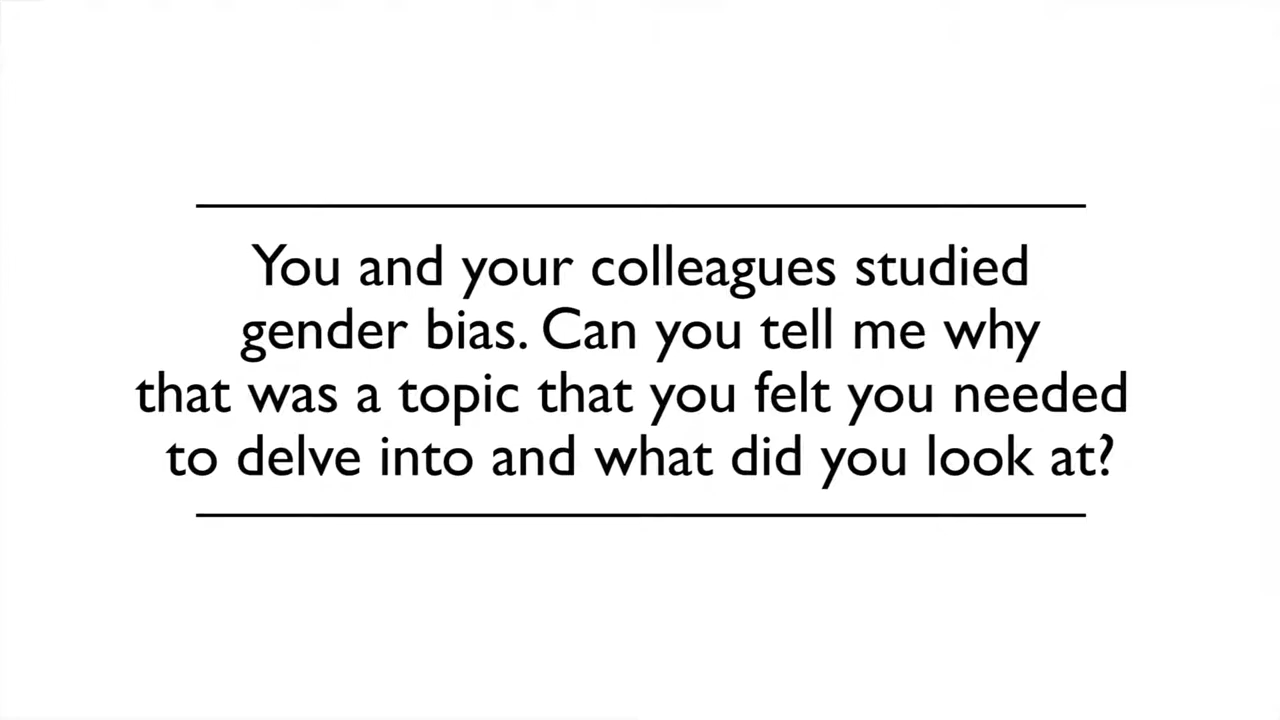 You and your colleagues studied
gender bias. Can you tell me why
that was a topic that you felt you needed
to delve into and what did you look at?